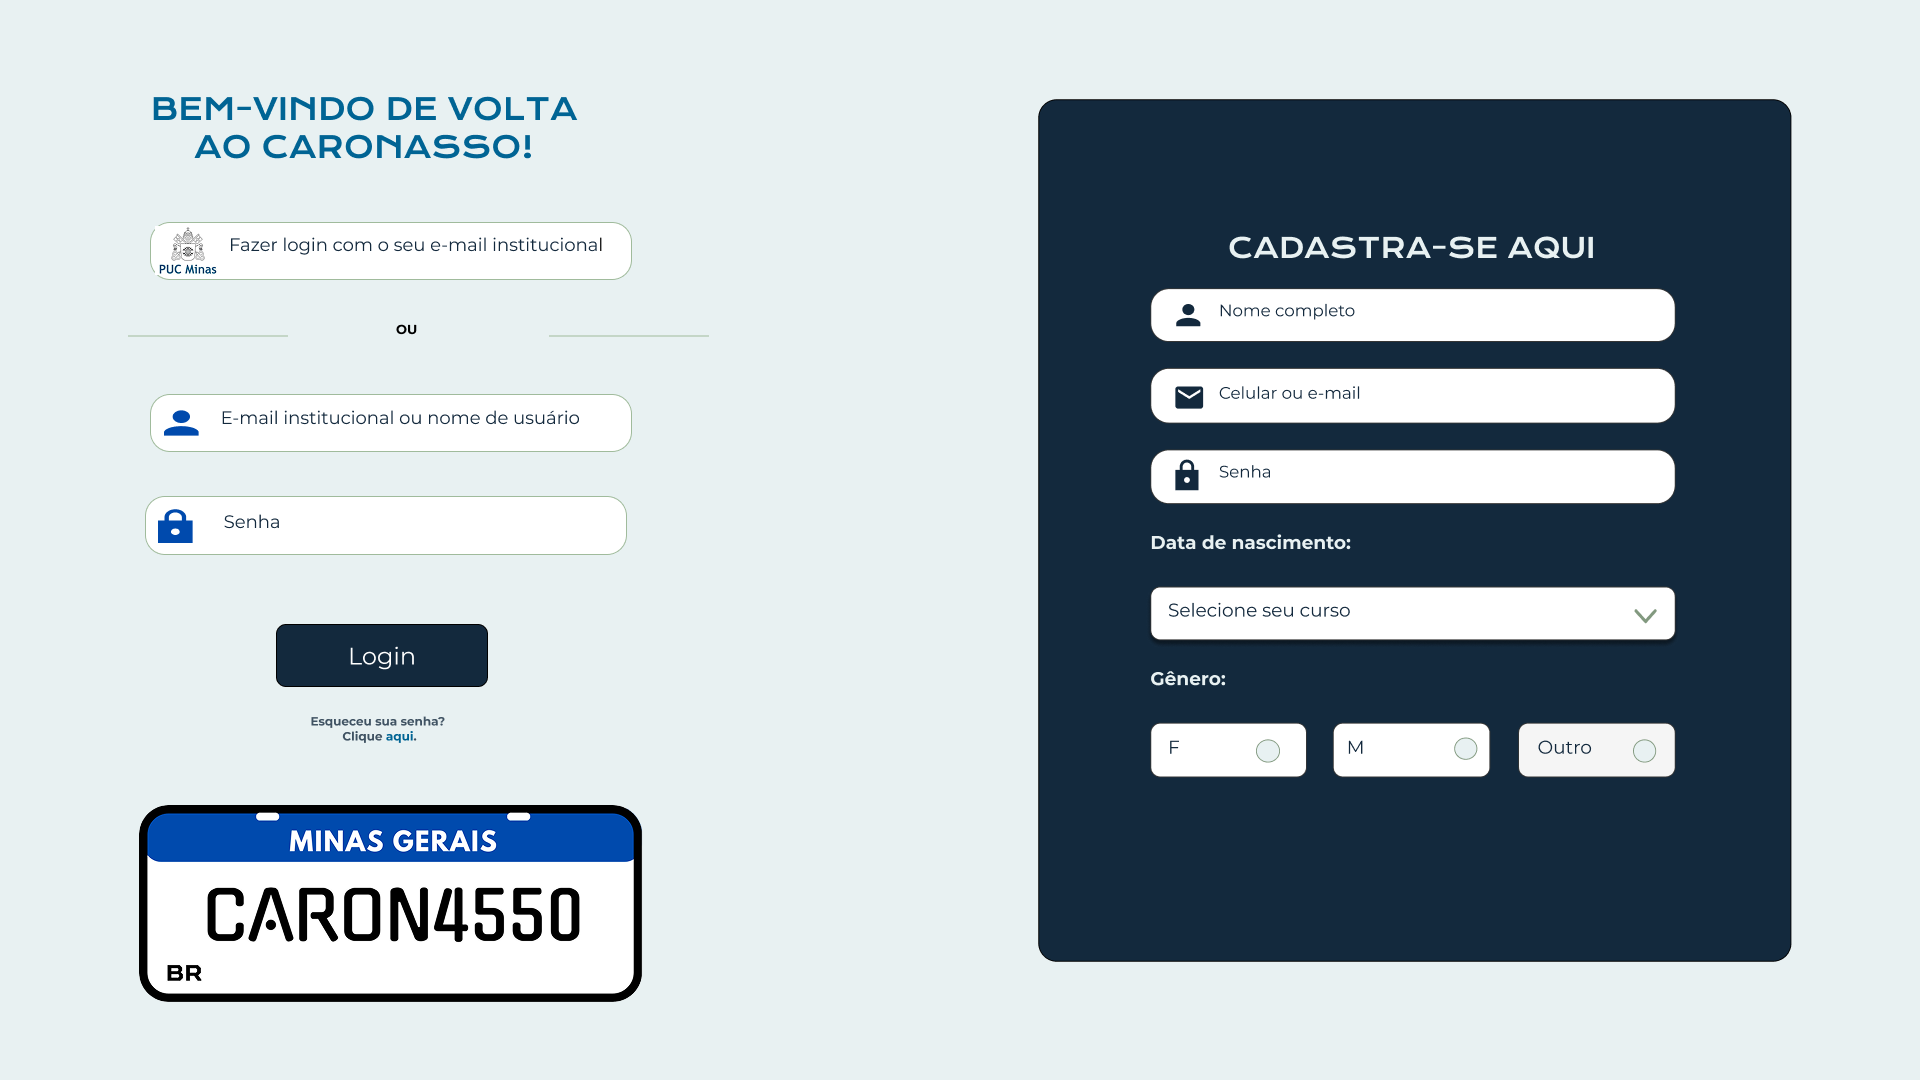 BEM-VINDO DE VOLTA
AO CARONASSO!
PUC Minas
Fazer login com o seu e-mail institucional
OU
E-mail institucional ou nome de usuário
Senha
Login
Esqueceu sua senha?
Clique aqui.
MINAS GERAIS
CARON4550
BR
CADASTRA-SE AQUI
Nome completo
Celular ou e-mail
Senha
Data de nascimento:
Selecione seu curso
Gênero:
F
M
Outro